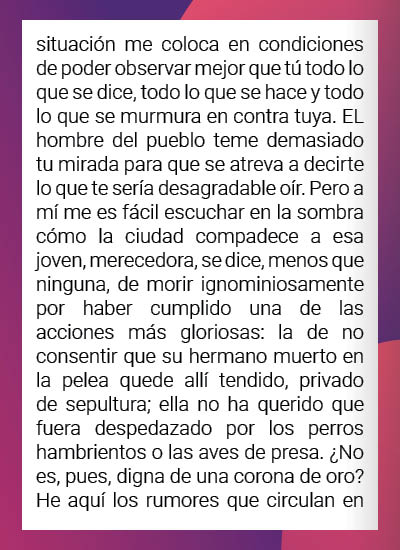 situación me coloca en condiciones
de poder observar mejor que tú todo lo
que se dice, todo lo que se hace y todo
lo que se murmura en contra tuya. EL
hombre del pueblo teme demasiado
tu mirada para que se atreva a decirte
lo que te sería desagradable oír. Pero a
mí me es fácil escuchar en la sombra
cómo la ciudad compadece a esa
joven, merecedora, se dice, menos que
ninguna, de morir ignominiosamente
por haber cumplido una de las
acciones más gloriosas: la de no
consentir que su hermano muerto en
la pelea quede allí tendido, privado
de sepultura; ella no ha querido que
fuera despedazado por los perros
hambrientos o las aves de presa. ¿No
es, pues, digna de una corona de oro?
He aquí los rumores que circulan en